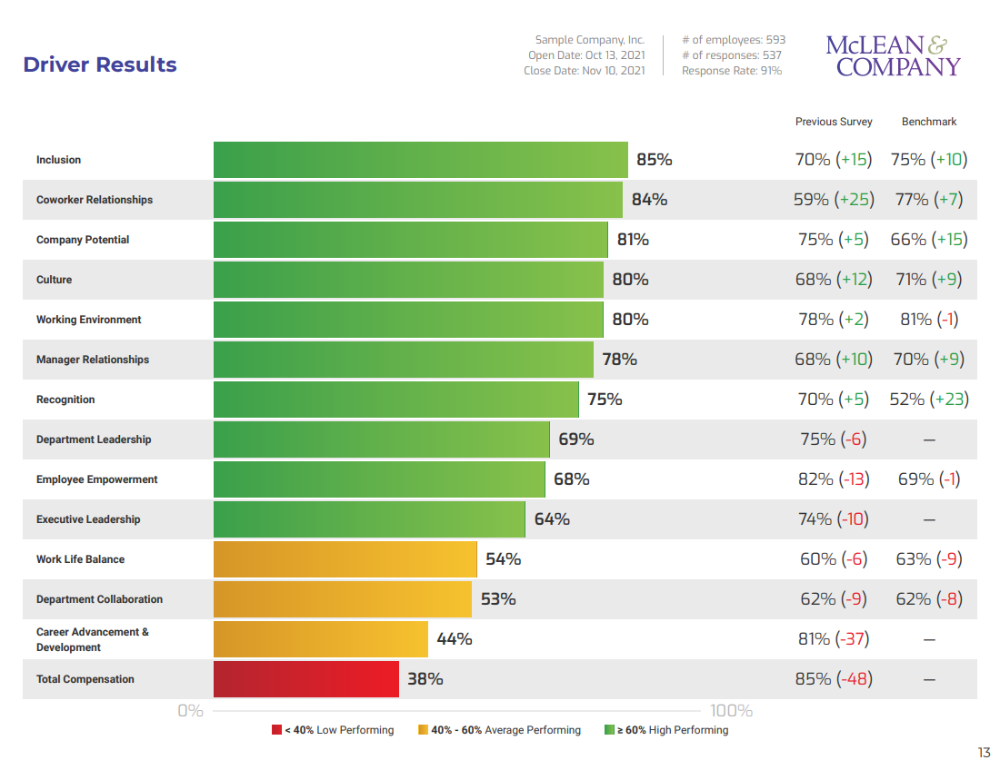 Driver Results
Sample Company, Inc.
Open Date: Oct 13, 2021
Close Date: Nov 10, 2021
# of employees: 593
# of responses: 537
Response Rate: 91%
McLEAN &
COMPANY
Previous Survey Benchmark
Inclusion 85% 70% (+15) 75% (+10)
Coworker Relationships 84% 59% (+25) 77% (+7)
Company Potential 81% 75% (+5) 66% (+15)
Culture 80% 68% (+12) 71% (+9)
Working Environment 80% 78% (+2) 81% (-1)
Manager Relationships 78% 68% (+10) 70% (+9)
Recognition 75% 70% (+5) 52% (+23)
Department Leadership 69% 75% (-6) —
Employee Empowerment 68% 82% (-13) 69% (-1)
Executive Leadership 64% 74% (-10) —
Work Life Balance 54% 60% (-6) 63% (-9)
Department Collaboration 53% 62% (-9) 62% (-8)
Career Advancement &
Development 44% 81% (-37) —
Total Compensation 38% 85% (-48) —
0% 100%
< 40% Low Performing 40% - 60% Average Performing ≥ 60% High Performing
13